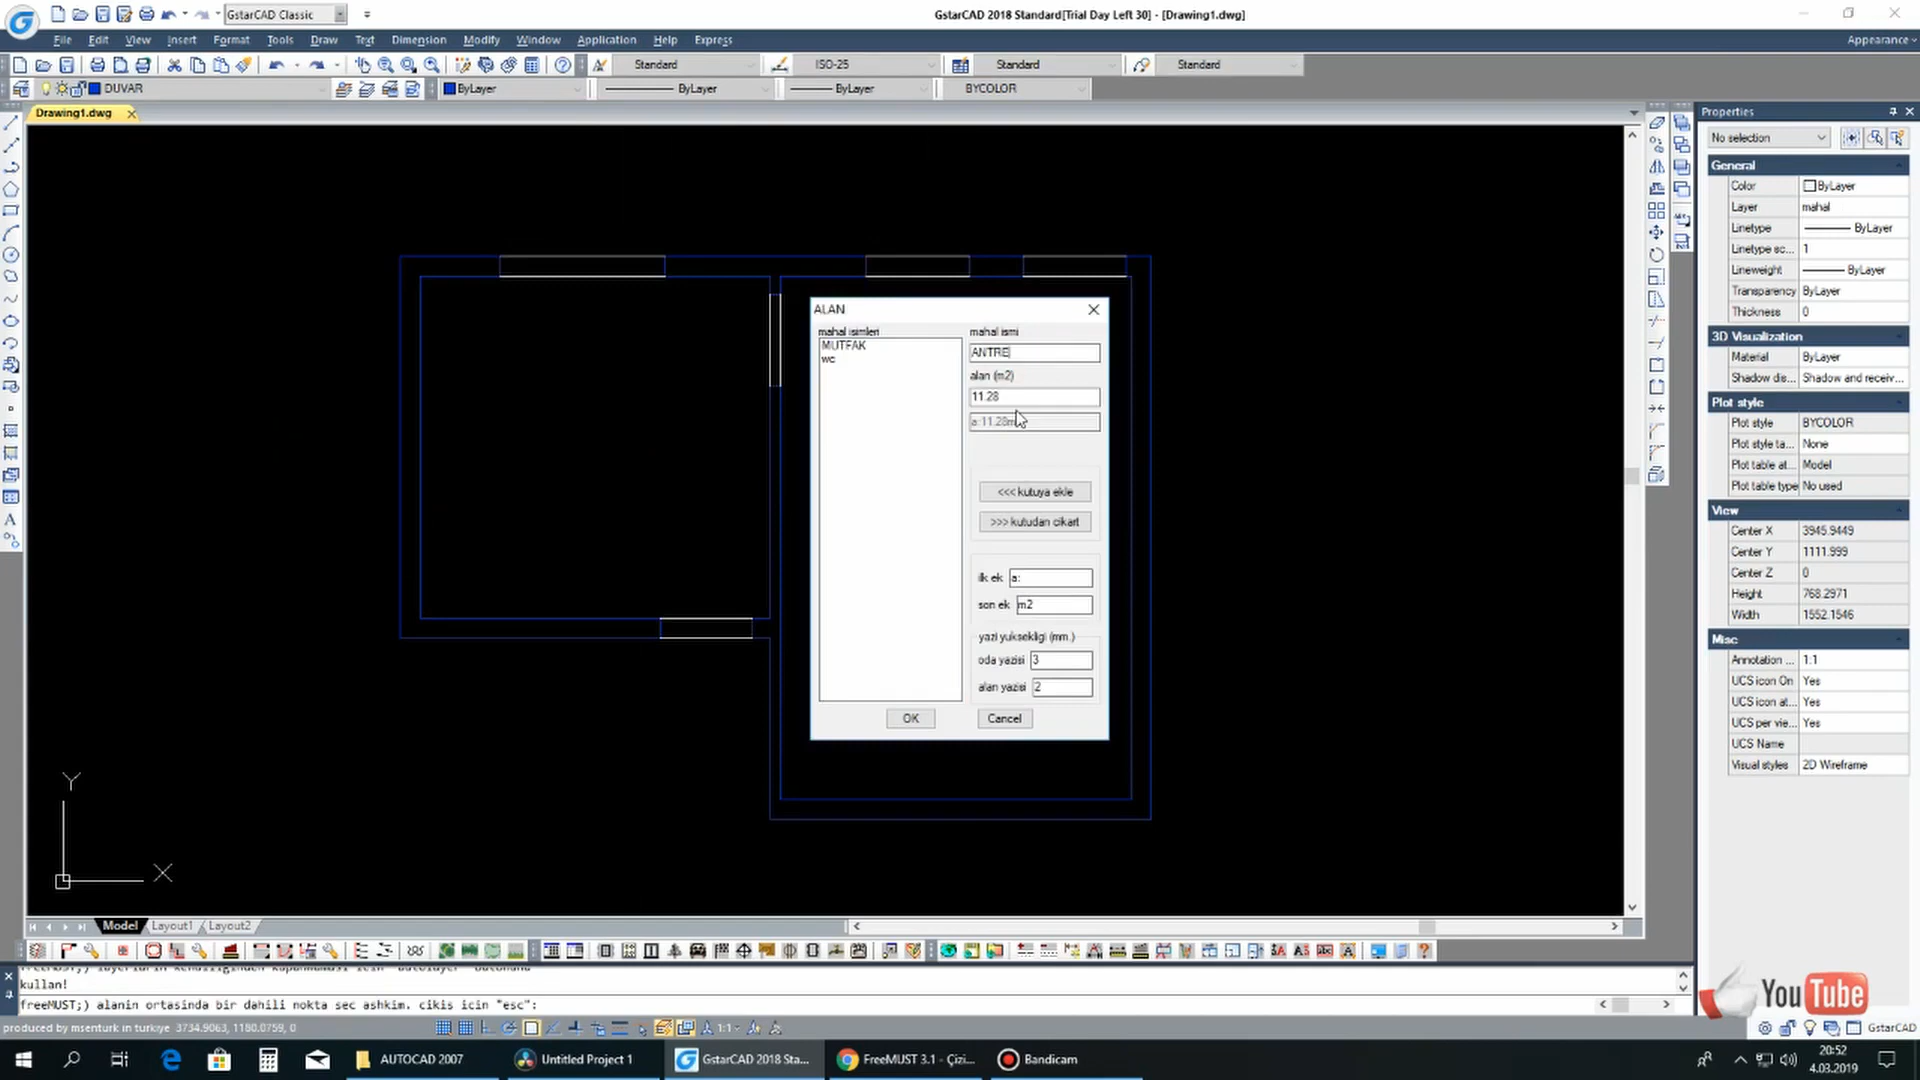 GstarCAD Classic
GstarCAD 2018 Standard[Trial Day Left 30] - [Drawing1.dwg]
File Edit View Insert Format Tools Draw Text Dimension Modify Window Application Help Express
Appearance
Standard ISO-25 Standard Standard
DUVAR ByLayer ByLayer ByLayer BYCOLOR
Drawing1.dwg
Properties
No selection
General
Color ByLayer
Layer mahal
Linetype ByLayer
Linetype sc... 1
Lineweight ByLayer
Transparency ByLayer
Thickness 0
3D Visualization
Material ByLayer
Shadow dis... Shadow and receiv...
Plot style
Plot style BYCOLOR
Plot style ta... None
Plot table at... Model
Plot table type No used
View
Center X 3945.9449
Center Y 1111.999
Center Z 0
Height 768.2971
Width 1552.1546
Misc
Annotation ... 1:1
UCS icon On Yes
UCS icon at... Yes
UCS per vie... Yes
UCS Name
Visual styles 2D Wireframe
ALAN
mahal isimleri
MUTFAK
wc
mahal ismi
ANTRE
alan (m2)
11.28
a:11.28m
<<< kutuya ekle
>>> kutudan cikart
ilk ek a:
son ek m2
yazi yuksekligi (mm.)
oda yazisi 3
alan yazisi 2
OK Cancel
Y
X
Model Layout1 Layout2
kullan!
freeMUST;) alanin ortasinda bir dahili nokta sec ashkim. cikis icin "esc":
produced by msenturk in turkiye 3734.9063, 1180.0759, 0
1:1
YouTube
GstarCAD
AUTOCAD 2007
Untitled Project 1
GstarCAD 2018 Sta...
FreeMUST 3.1 - Çizi...
Bandicam
20:52
4.03.2019